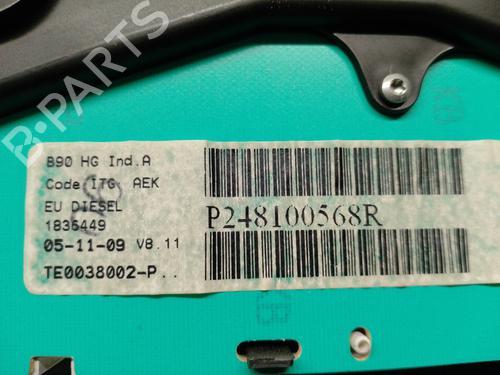 B-PARTS
B90 HG Ind.A
Code ITG AEK
EU DIESEL
1836449
05-11-09 V8.11
TE0038002-P..
P248100568R